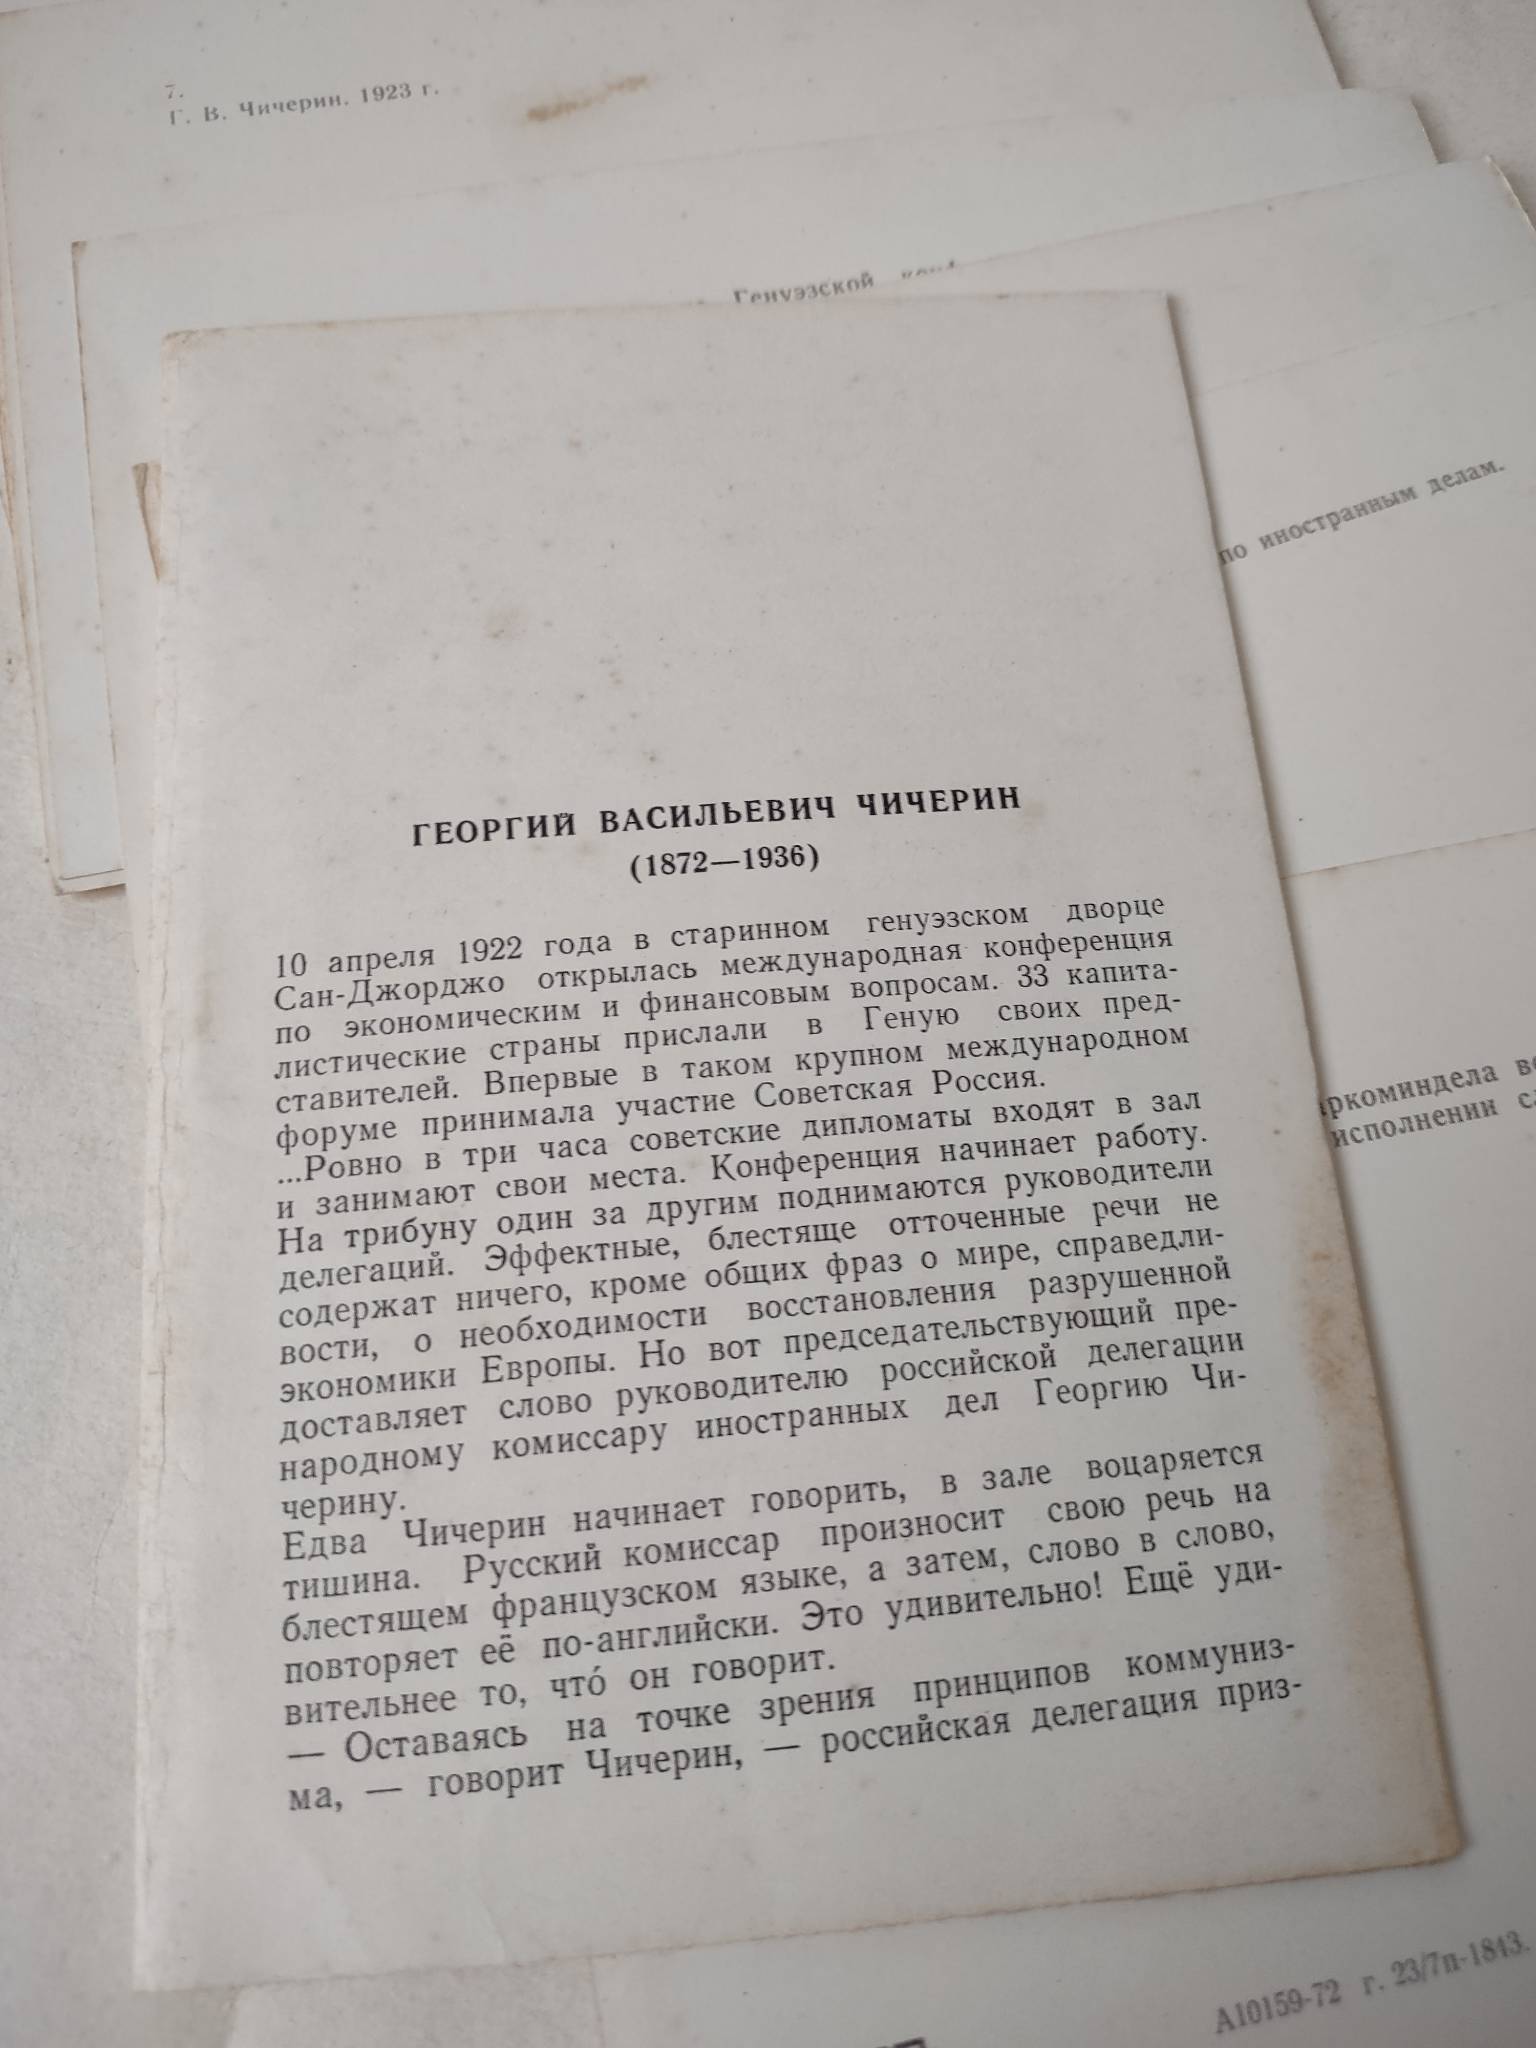 7.
Г. В. Чичерин. 1923 г.
Генуэзской
по иностранным делам.
ГЕОРГИЙ ВАСИЛЬЕВИЧ ЧИЧЕРИН
(1872—1936)
10 апреля 1922 года в старинном генуэзском дворце
Сан-Джорджо открылась международная конференция
по экономическим и финансовым вопросам. 33 капита-
листические страны прислали в Геную своих пред-
ставителей. Впервые в таком крупном международном
форуме принимала участие Советская Россия.
...Ровно в три часа советские дипломаты входят в зал
и занимают свои места. Конференция начинает работу.
На трибуну один за другим поднимаются руководители
делегаций. Эффектные, блестяще отточенные речи не
содержат ничего, кроме общих фраз о мире, справедли-
вости, о необходимости восстановления разрушенной
экономики Европы. Но вот председательствующий пре-
доставляет слово руководителю российской делегации
народному комиссару иностранных дел Георгию Чи-
черину.
Едва Чичерин начинает говорить, в зале воцаряется
тишина. Русский комиссар произносит свою речь на
блестящем французском языке, а затем, слово в слово,
повторяет её по-английски. Это удивительно! Ещё уди-
вительнее то, что́ он говорит.
— Оставаясь на точке зрения принципов коммуниз-
ма, — говорит Чичерин, — российская делегация приз-
аркоминдела
исполнении
А10159-72 г. 23/7п-1843.